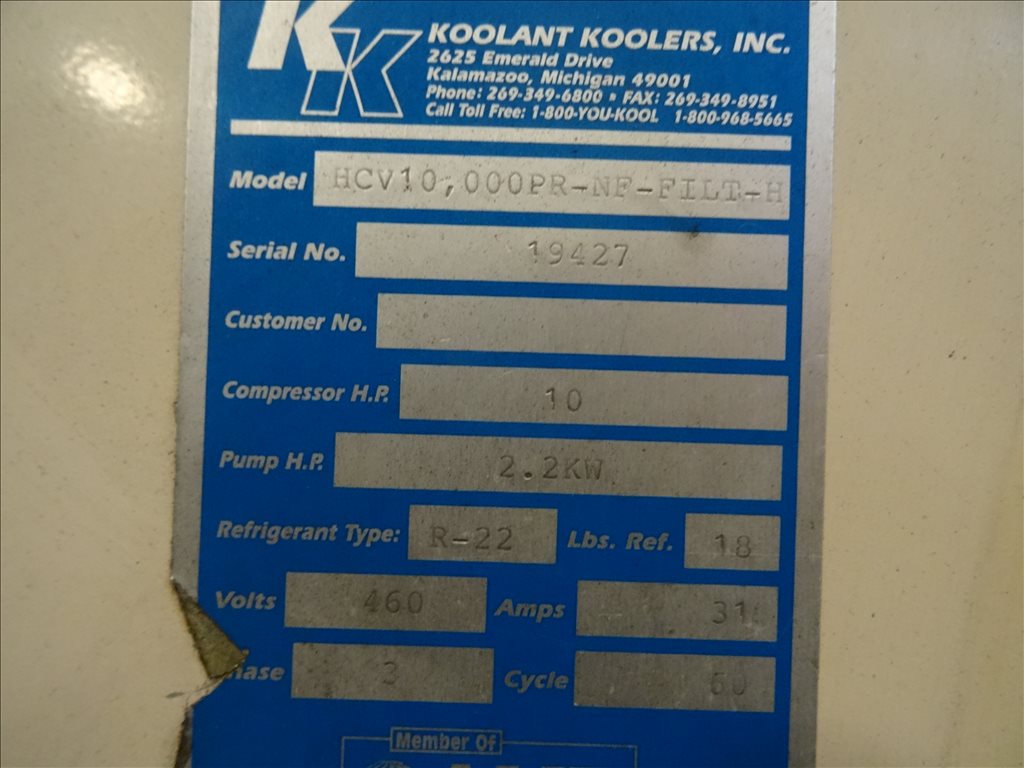 KK
KOOLANT KOOLERS, INC.
2625 Emerald Drive
Kalamazoo, Michigan 49001
Phone: 269-349-6800 • FAX: 269-349-8951
Call Toll Free: 1-800-YOU-KOOL 1-800-968-5665
Model HCV10,000PR-NF-FILT-H
Serial No. 19427
Customer No.
Compressor H.P. 10
Pump H.P. 2.2KW
Refrigerant Type: R-22 Lbs. Ref. 18
Volts 460 Amps 31
hase 3 Cycle 60
Member Of